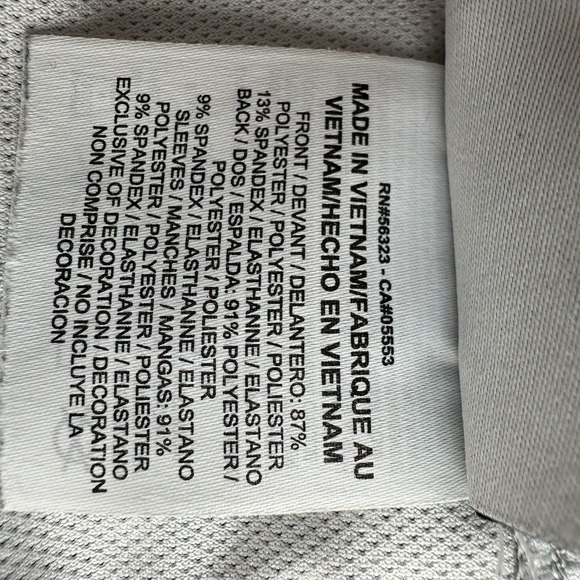 RN#56323 - CA#05553
MADE IN VIETNAM/FABRIQUE AU
VIETNAM/HECHO EN VIETNAM
FRONT / DEVANT / DELANTERO: 87%
POLYESTER / POLYESTER / POLIESTER
13% SPANDEX / ELASTHANNE / ELASTANO
BACK / DOS / ESPALDA: 91% POLYESTER /
POLYESTER / POLIESTER
9% SPANDEX / ELASTHANNE / ELASTANO
SLEEVES / MANCHES / MANGAS: 91%
POLYESTER / POLYESTER / POLIESTER
9% SPANDEX / ELASTHANNE / ELASTANO
EXCLUSIVE OF DECORATION / DECORATION
NON COMPRISE / NO INCLUYE LA
DECORACION